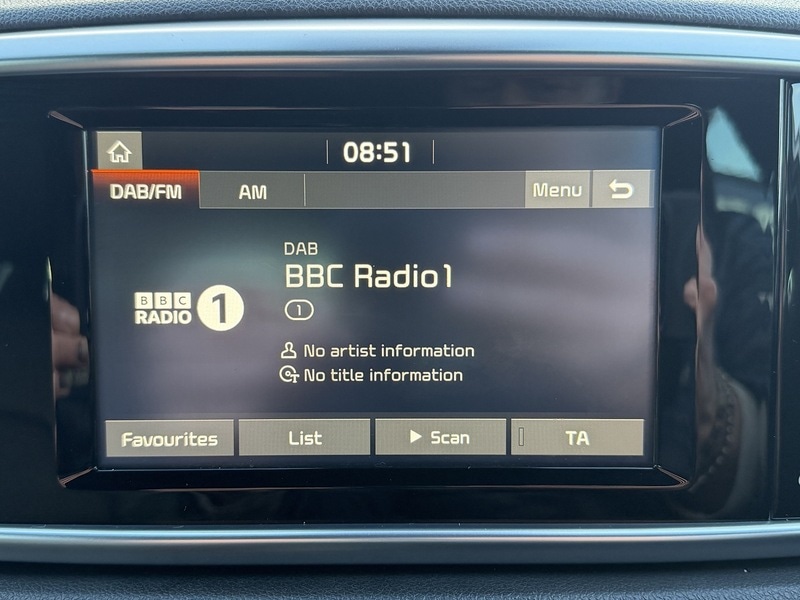 08:51
DAB/FM AM Menu
DAB
BBC Radio1
BBC
RADIO 1
1
No artist information
No title information
Favourites List Scan TA